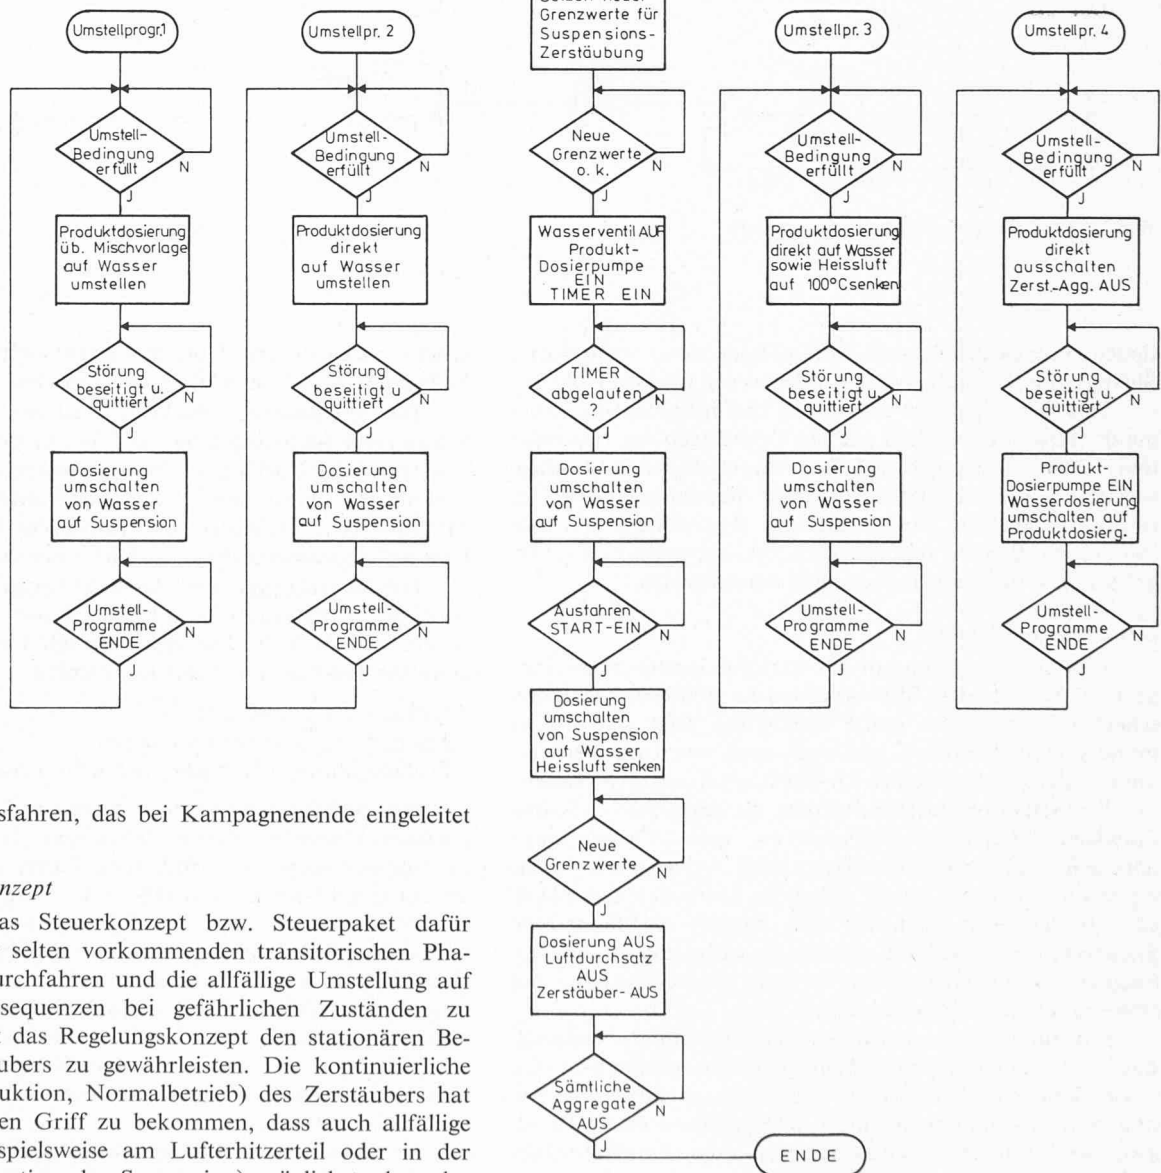 Umstellprogr.1
Umstell-
Bedingung
erfüllt
N
J
Produktdosierung
üb. Mischvorlage
auf Wasser
umstellen
Störung
beseitigt u.
quittiert
N
J
Dosierung
umschalten
von Wasser
auf Suspension
Umstell-
Programme
ENDE
N
J
Umstellpr. 2
Umstell-
Bedingung
erfüllt
N
J
Produktdosierung
direkt
auf Wasser
umstellen
Störung
beseitigt u
quittiert
N
J
Dosierung
umschalten
von Wasser
auf Suspension
Umstell-
Programme
ENDE
N
J
Grenzwerte für
Suspensions-
Zerstäubung
Neue
Grenzwerte
o. k.
N
J
Wasserventil AUF
Produkt-
Dosierpumpe
EIN
TIMER EIN
TIMER
abgelaufen
?
N
J
Dosierung
umschalten
von Wasser
auf Suspension
Ausfahren
START-EIN
N
J
Dosierung
umschalten
von Suspension
auf Wasser
Heissluft senken
Neue
Grenzwerte
N
J
Dosierung AUS
Luftdurchsatz
AUS
Zerstäuber- AUS
Sämtliche
Aggregate
AUS
N
J
ENDE
Umstellpr. 3
Umstell-
Bedingung
erfüllt
N
J
Produktdosierung
direkt auf Wasser
sowie Heissluft
auf 100°C senken
Störung
beseitigt u.
quittiert
N
J
Dosierung
umschalten
von Wasser
auf Suspension
Umstell-
Programme
ENDE
N
J
Umstellpr. 4
Umstell-
Bedingung
erfüllt
N
J
Produktdosierung
direkt
ausschalten
Zerst.-Agg. AUS
Störung
beseitigt u.
quittiert
N
J
Produkt-
Dosierpumpe EIN
Wasserdosierung
umschalten auf
Produktdosierg.
Umstell-
Programme
ENDE
N
J
sfahren, das bei Kampagnenende eingeleitet
nzept
as Steuerkonzept bzw. Steuerpaket dafür
selten vorkommenden transitorischen Pha-
urchfahren und die allfällige Umstellung auf
sequenzen bei gefährlichen Zuständen zu
das Regelungskonzept den stationären Be-
ubers zu gewährleisten. Die kontinuierliche
uktion, Normalbetrieb) des Zerstäubers hat
en Griff zu bekommen, dass auch allfällige
spielsweise am Lufterhitzerteil oder in der